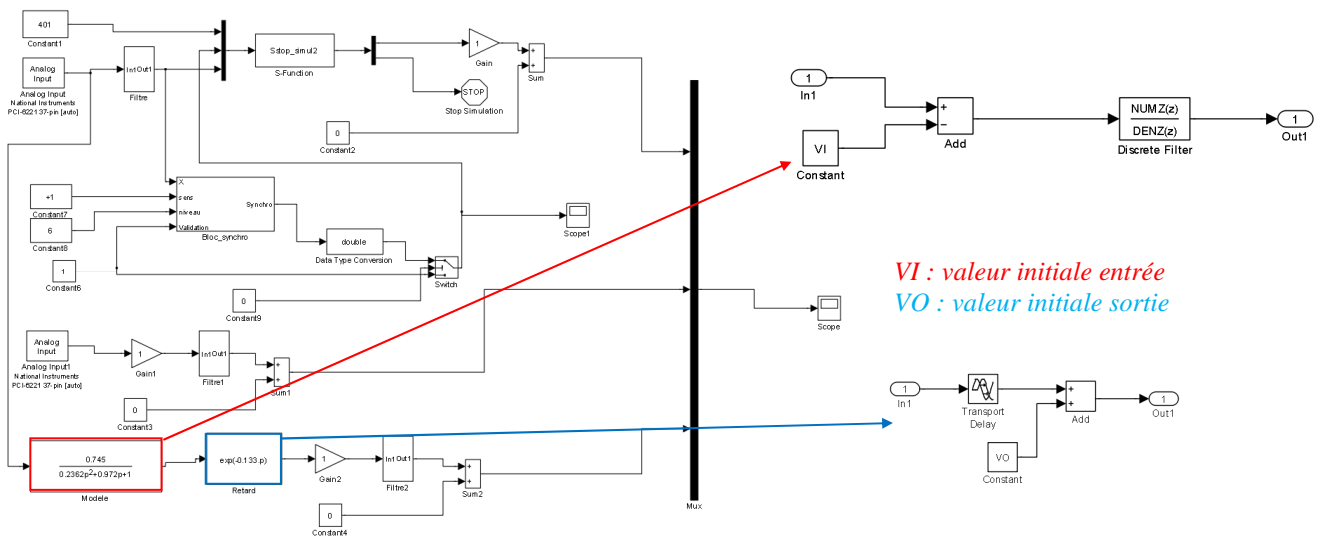 401
Constant1
Analog
Input
Analog Input
National Instruments
PCI-6221 37-pin [auto]
In1 Out1
Filtre
Sstop_simul2
S-Function
1
Gain
+
+
Sum
STOP
Stop Simulation
0
Constant2
+1
Constant7
6
Constant8
1
Constant6
X
sens
niveau
Validation
Synchro
Bloc_synchro
double
Data Type Conversion
Switch
0
Constant9
Scope1
Analog
Input
Analog Input1
National Instruments
PCI-6221 37-pin [auto]
1
Gain1
In1 Out1
Filtre1
+
+
Sum1
0
Constant3
0.745
0.2362p2+0.972p+1
Modele
exp(-0.133.p)
Retard
1
Gain2
In1 Out1
Filtre2
+
+
Sum2
0
Constant4
Mux
Scope
1
In1
VI
Constant
+
−
Add
NUMZ(z)
DENZ(z)
Discrete Filter
1
Out1
VI : valeur initiale entrée
VO : valeur initiale sortie
1
In1
Transport
Delay
VO
Constant
+
+
Add
1
Out1